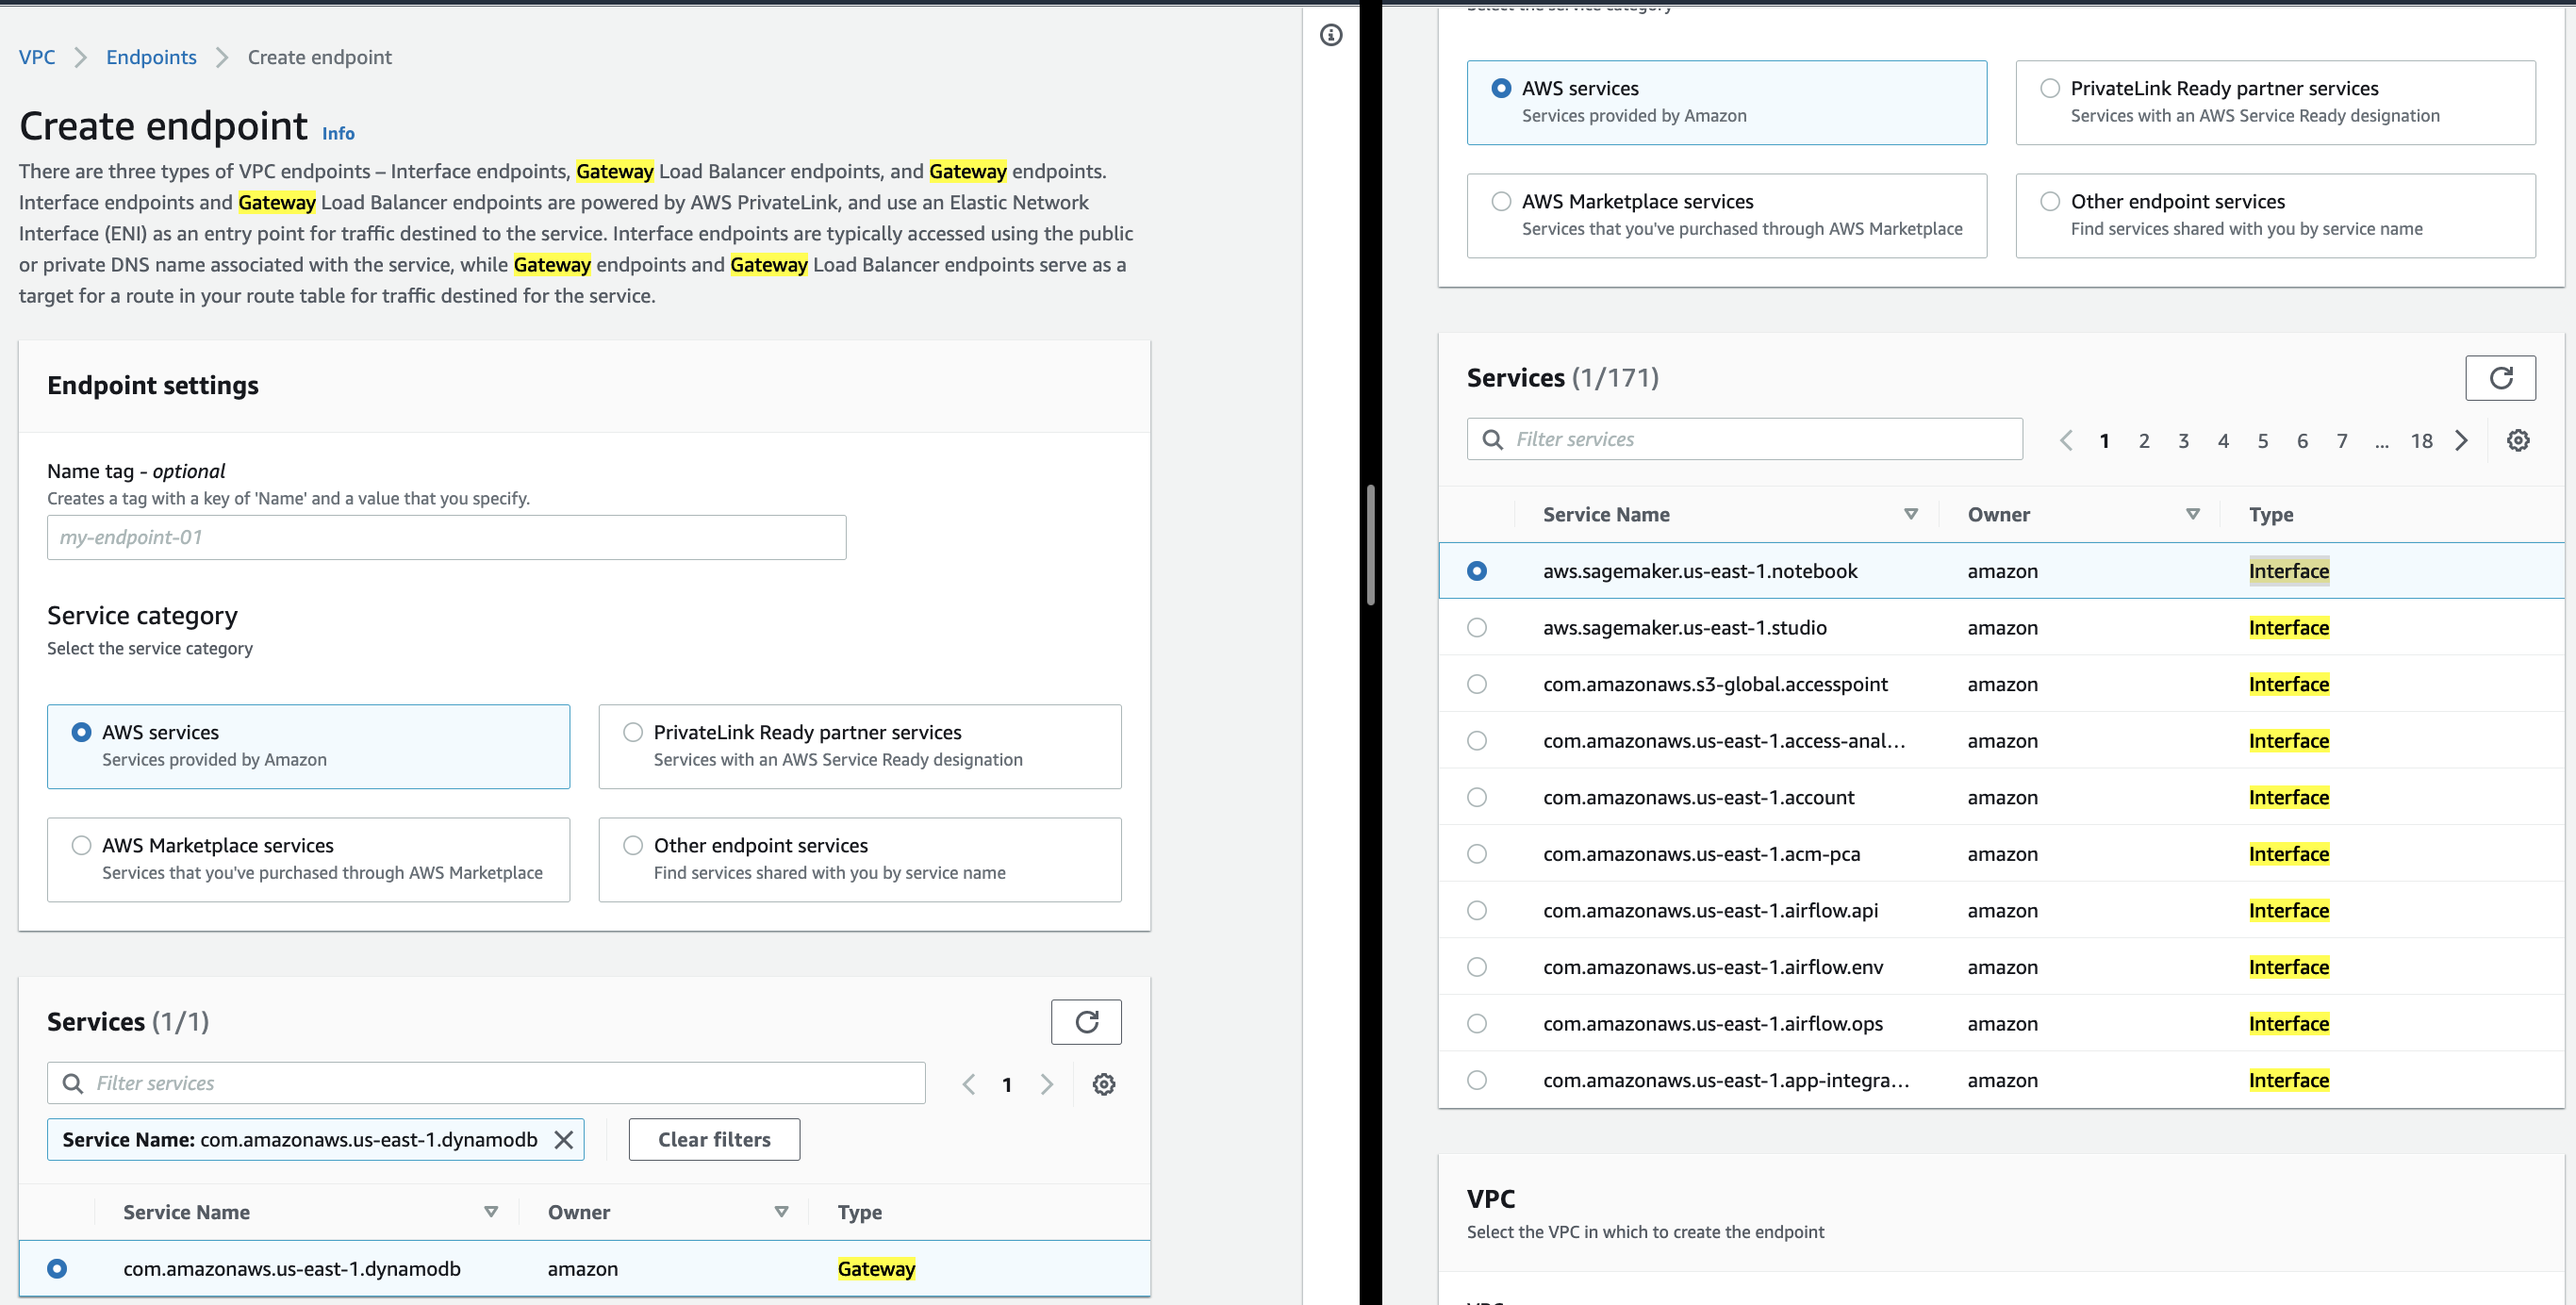 VPC > Endpoints > Create endpoint
Create endpoint Info
There are three types of VPC endpoints – Interface endpoints, Gateway Load Balancer endpoints, and Gateway endpoints.
Interface endpoints and Gateway Load Balancer endpoints are powered by AWS PrivateLink, and use an Elastic Network
Interface (ENI) as an entry point for traffic destined to the service. Interface endpoints are typically accessed using the public
or private DNS name associated with the service, while Gateway endpoints and Gateway Load Balancer endpoints serve as a
target for a route in your route table for traffic destined for the service.
Endpoint settings
Name tag - optional
Creates a tag with a key of 'Name' and a value that you specify.
my-endpoint-01
Service category
Select the service category
AWS services
Services provided by Amazon
PrivateLink Ready partner services
Services with an AWS Service Ready designation
AWS Marketplace services
Services that you've purchased through AWS Marketplace
Other endpoint services
Find services shared with you by service name
Services (1/1)
Filter services
1
Service Name: com.amazonaws.us-east-1.dynamodb
Clear filters
Service Name Owner Type
com.amazonaws.us-east-1.dynamodb amazon Gateway
Select the service category
AWS services
Services provided by Amazon
PrivateLink Ready partner services
Services with an AWS Service Ready designation
AWS Marketplace services
Services that you've purchased through AWS Marketplace
Other endpoint services
Find services shared with you by service name
Services (1/171)
Filter services
1 2 3 4 5 6 7 ... 18
Service Name Owner Type
aws.sagemaker.us-east-1.notebook amazon Interface
aws.sagemaker.us-east-1.studio amazon Interface
com.amazonaws.s3-global.accesspoint amazon Interface
com.amazonaws.us-east-1.access-anal... amazon Interface
com.amazonaws.us-east-1.account amazon Interface
com.amazonaws.us-east-1.acm-pca amazon Interface
com.amazonaws.us-east-1.airflow.api amazon Interface
com.amazonaws.us-east-1.airflow.env amazon Interface
com.amazonaws.us-east-1.airflow.ops amazon Interface
com.amazonaws.us-east-1.app-integra... amazon Interface
VPC
Select the VPC in which to create the endpoint
VPC